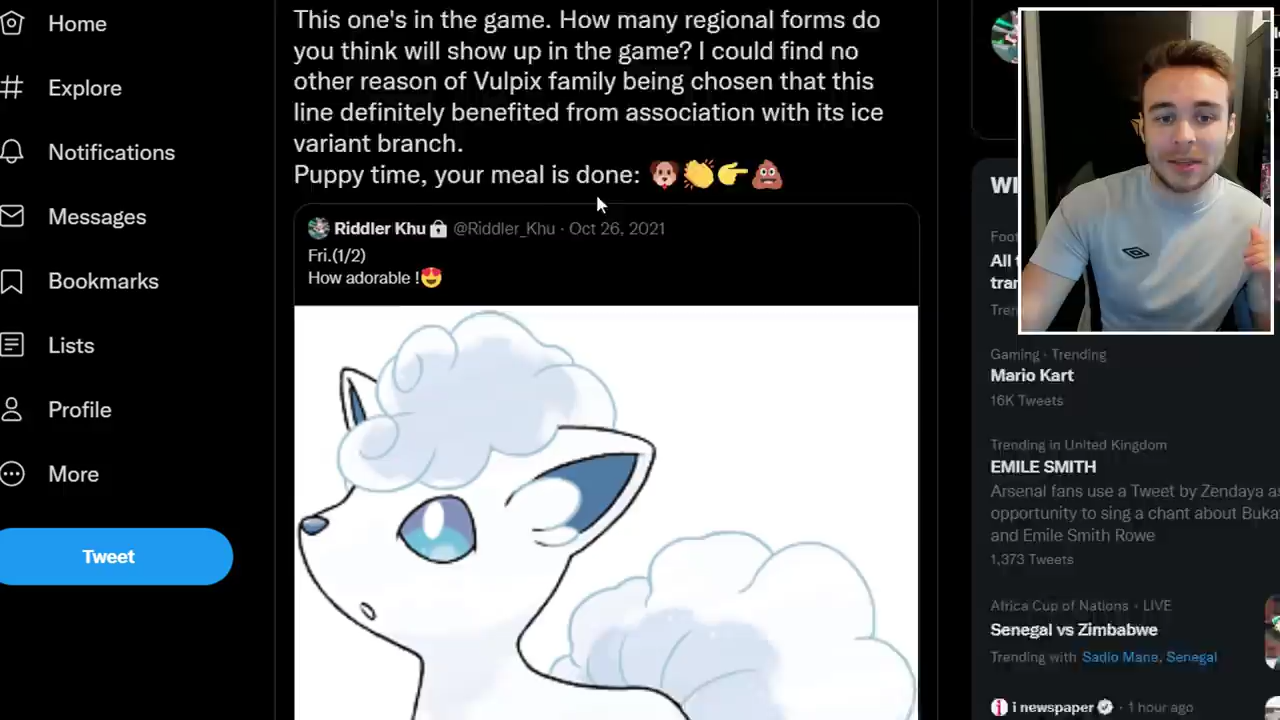 Home
Explore
Notifications
Messages
Bookmarks
Lists
Profile
More
Tweet
This one's in the game. How many regional forms do
you think will show up in the game? I could find no
other reason of Vulpix family being chosen that this
line definitely benefited from association with its ice
variant branch.
Puppy time, your meal is done: 🐶👏👉💩
Riddler Khu @Riddler_Khu · Oct 26, 2021
Fri.(1/2)
How adorable !😍
Gaming · Trending
Mario Kart
16K Tweets
Trending in United Kingdom
EMILE SMITH
Arsenal fans use a Tweet by Zendaya as
opportunity to sing a chant about
and Emile Smith Rowe
1,373 Tweets
Africa Cup of Nations · LIVE
Senegal vs Zimbabwe
Trending with Sadio Mane, Senegal
i newspaper · 1 hour ago